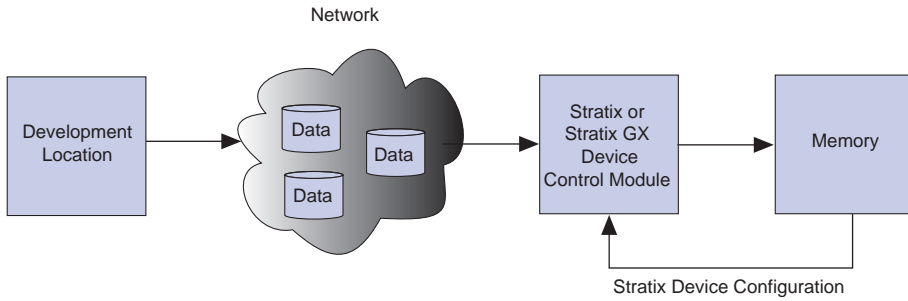 Network
Development
Location
Data
Data
Data
Stratix or
Stratix GX
Device
Control Module
Memory
Stratix Device Configuration